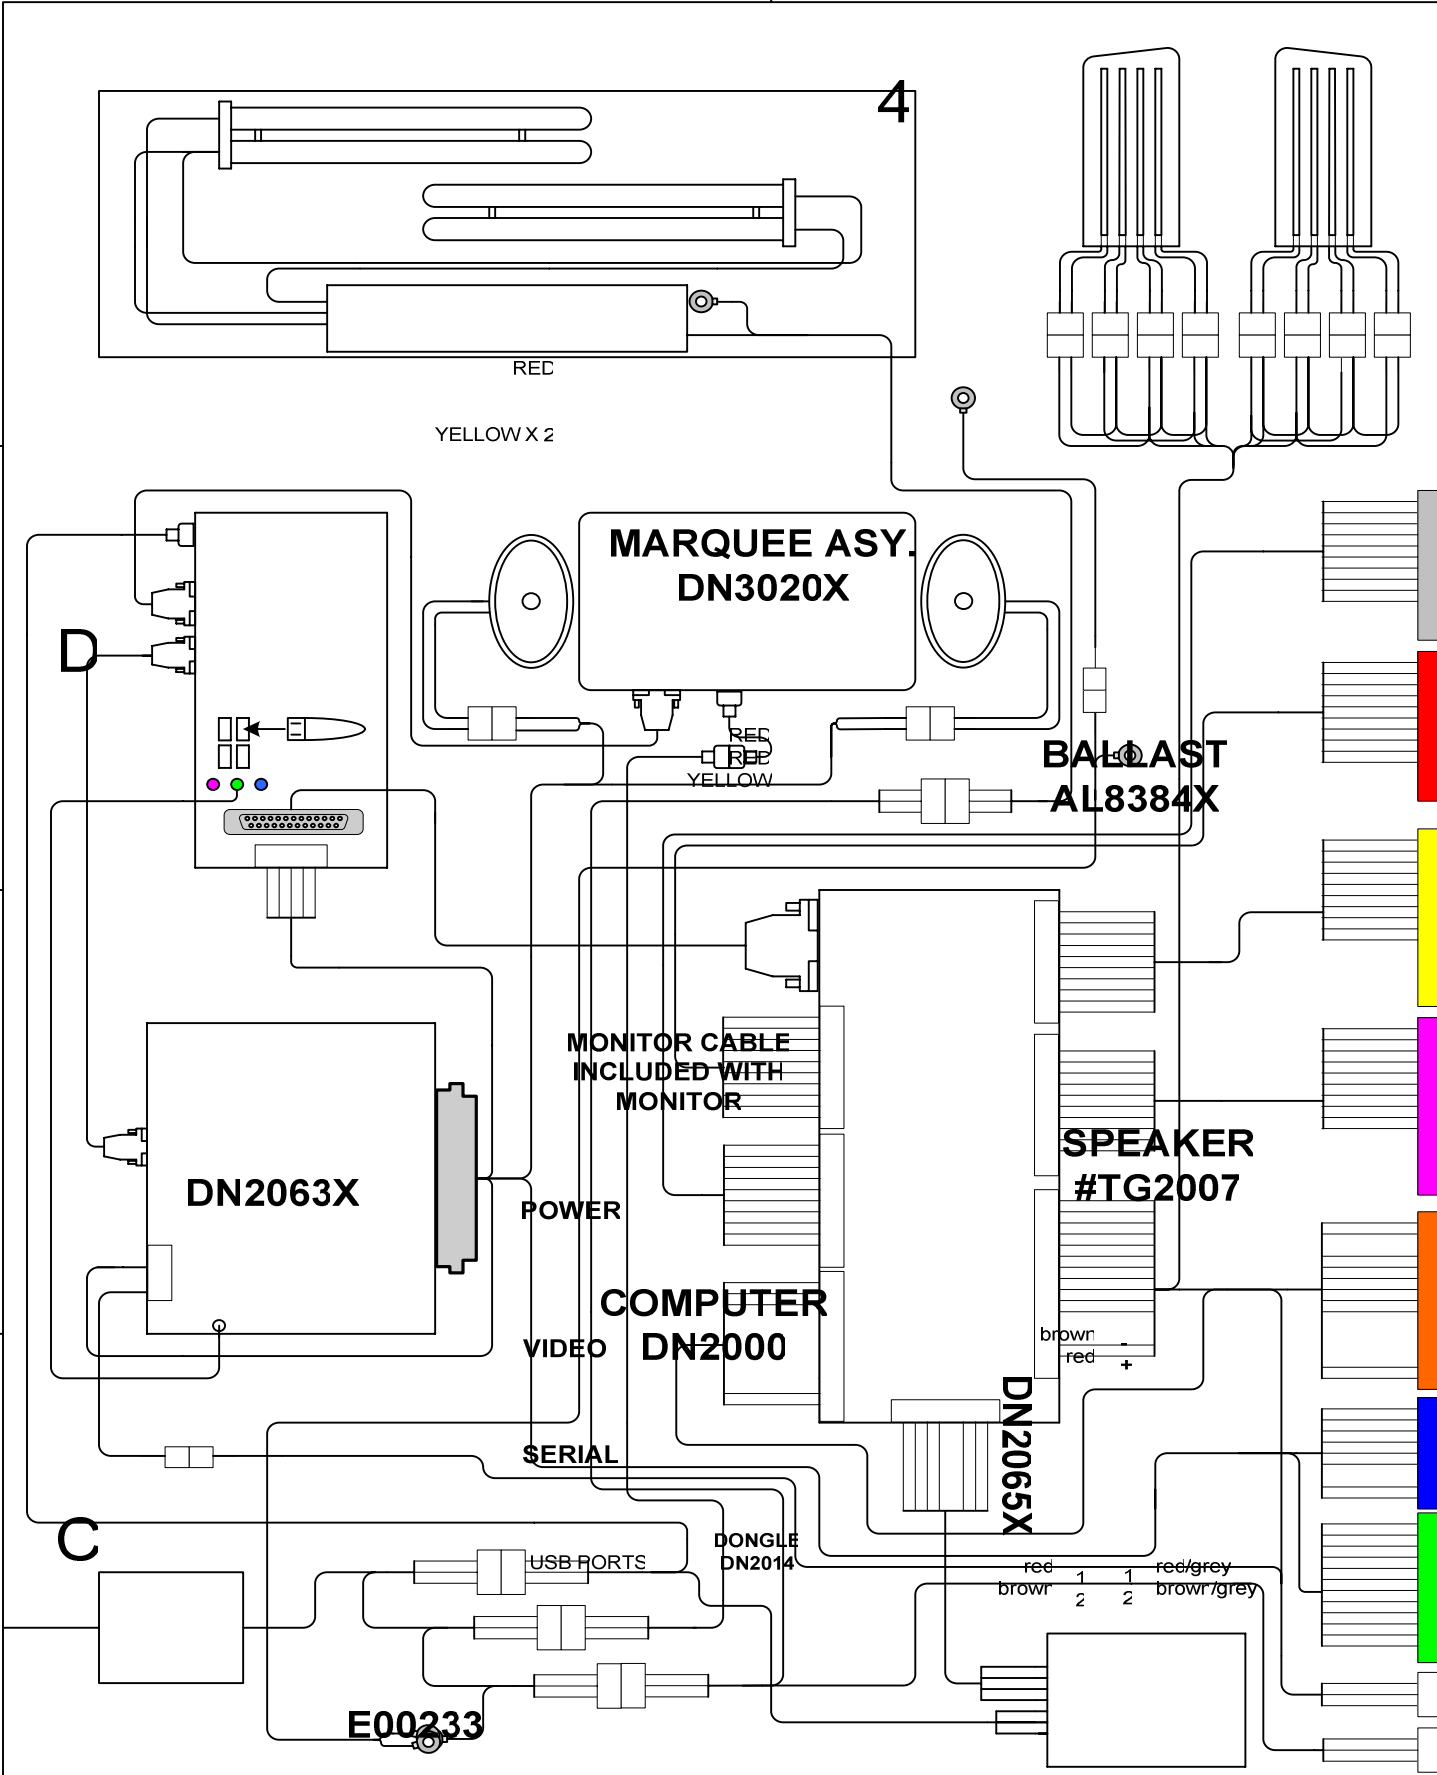 4
RED
YELLOW X 2
MARQUEE ASY.
DN3020X
D
RED
RED
YELLOW
BALLAST
AL8384X
MONITOR CABLE
INCLUDED WITH
MONITOR
SPEAKER
#TG2007
DN2063X
POWER
COMPUTER
DN2000
VIDEO
brown -
red +
DN2065X
SERIAL
C
DONGLE
DN2014
USB PORTS
red 1 1 red/grey
brown 2 2 brown/grey
E00233